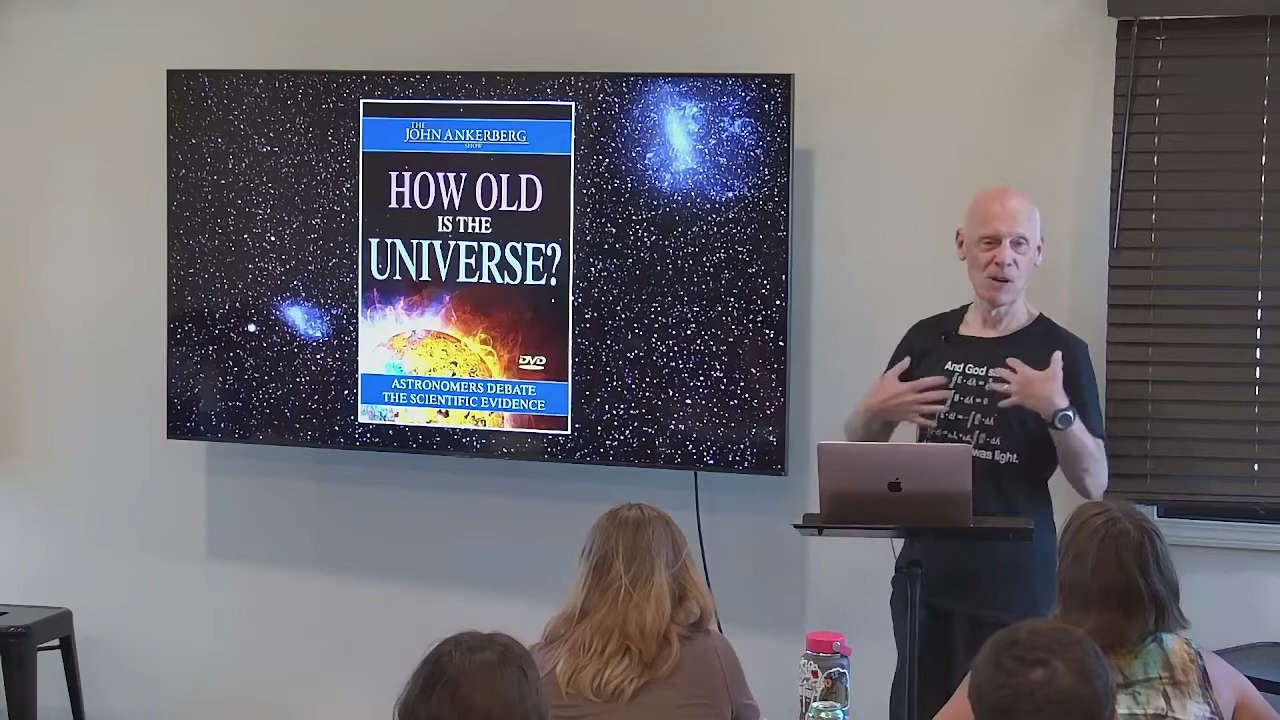 THE
JOHN ANKERBERG
SHOW
HOW OLD
IS THE
UNIVERSE?
DVD
ASTRONOMERS DEBATE
THE SCIENTIFIC EVIDENCE
And God
was light.